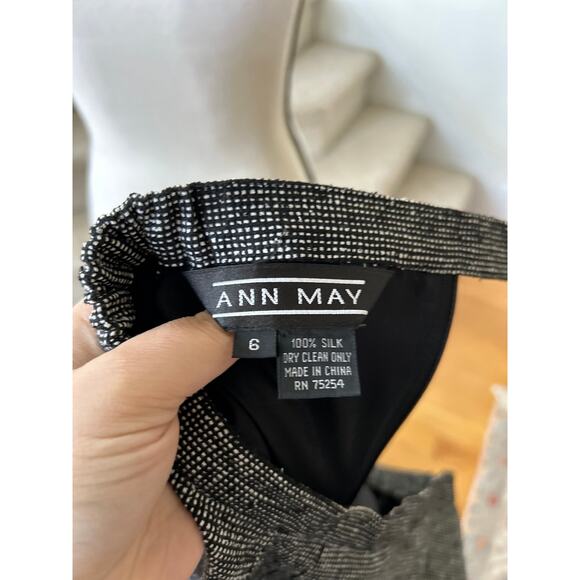 ANN MAY
6
100% SILK
DRY CLEAN ONLY
MADE IN CHINA
RN 75254